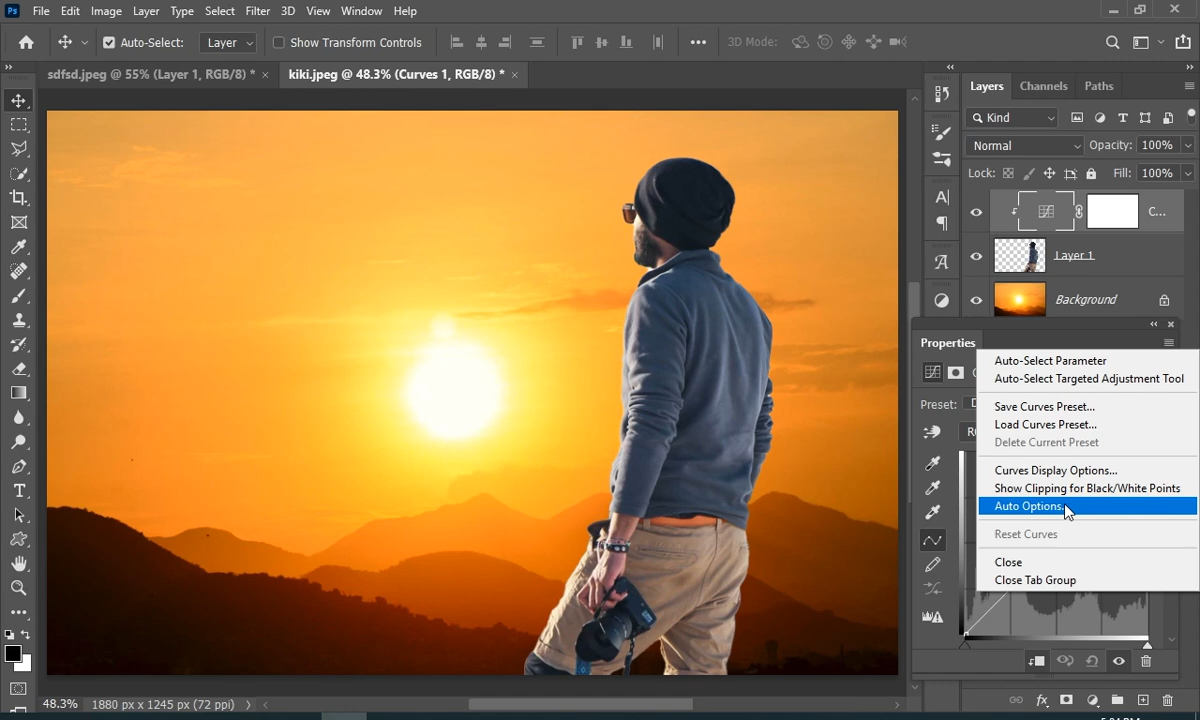 Ps File Edit Image Layer Type Select Filter 3D View Window Help
Auto-Select: Layer Show Transform Controls 3D Mode:
sdfsd.jpeg @ 55% (Layer 1, RGB/8) * × kiki.jpeg @ 48.3% (Curves 1, RGB/8) * ×
Layers Channels Paths
Kind
Normal Opacity: 100%
Lock: Fill: 100%
C...
Layer 1
Background
Properties
Auto-Select Parameter
Auto-Select Targeted Adjustment Tool
Preset:
Save Curves Preset...
Load Curves Preset...
Delete Current Preset
Curves Display Options...
Show Clipping for Black/White Points
Auto Options.
Reset Curves
Close
Close Tab Group
48.3% 1880 px x 1245 px (72 ppi)